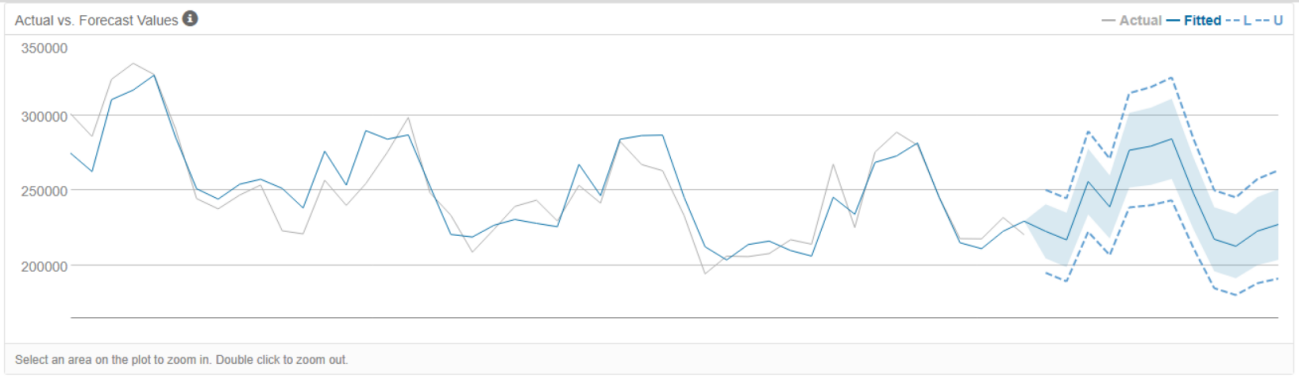 Actual vs. Forecast Values i
Actual Fitted L U
350000
300000
250000
200000
Select an area on the plot to zoom in. Double click to zoom out.